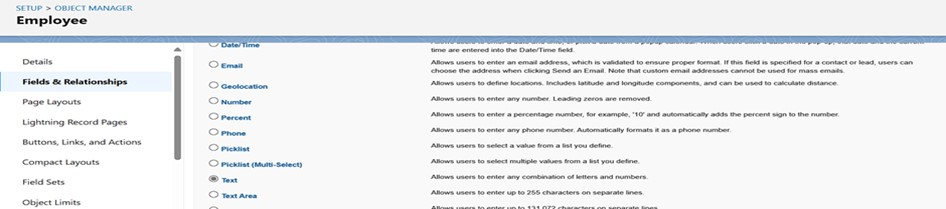 SETUP > OBJECT MANAGER
Employee
Details
Fields & Relationships
Page Layouts
Lightning Record Pages
Buttons, Links, and Actions
Compact Layouts
Field Sets
Object Limits
Date/Time
time are entered into the Date/Time field.
Email
Allows users to enter an email address, which is validated to ensure proper format. If this field is specified for a contact or lead, users can
choose the address when clicking Send an Email. Note that custom email addresses cannot be used for mass emails.
Geolocation
Allows users to define locations. Includes latitude and longitude components, and can be used to calculate distance.
Number
Allows users to enter any number. Leading zeros are removed.
Percent
Allows users to enter a percentage number, for example, '10' and automatically adds the percent sign to the number.
Phone
Allows users to enter any phone number. Automatically formats it as a phone number.
Picklist
Allows users to select a value from a list you define.
Picklist (Multi-Select)
Allows users to select multiple values from a list you define.
Text
Allows users to enter any combination of letters and numbers.
Text Area
Allows users to enter up to 255 characters on separate lines.
Allows users to enter up to 131,072 characters on separate lines.